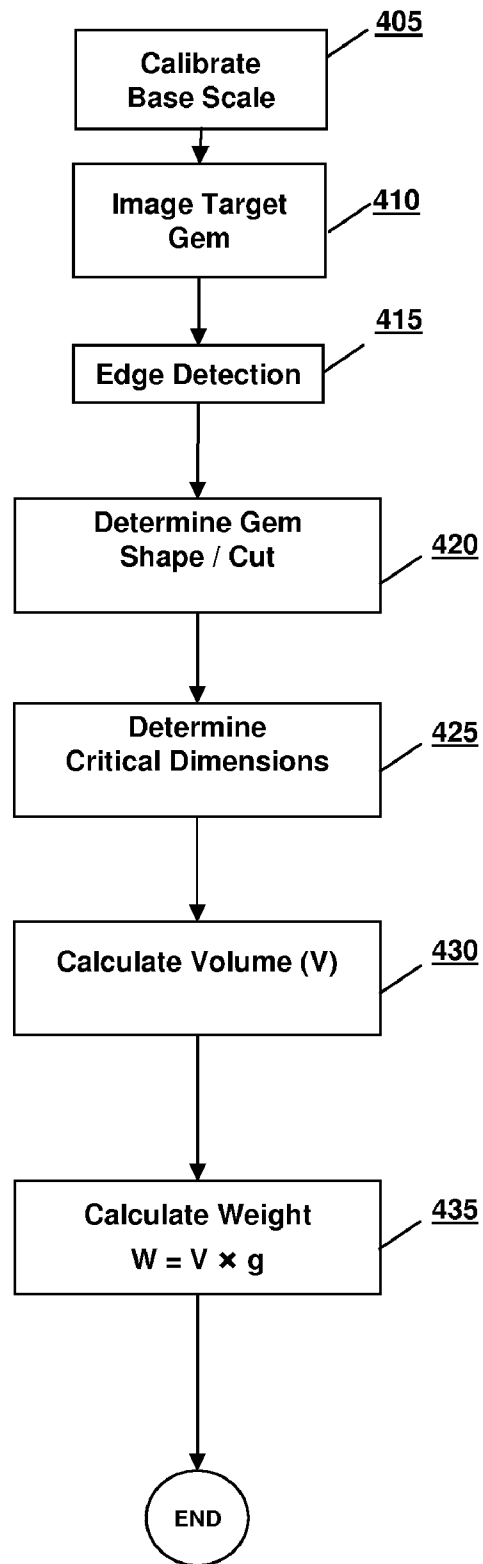 405
Calibrate
Base Scale
Image Target
Gem
410
415
Edge Detection
Determine Gem
Shape / Cut
420
Determine
Critical Dimensions
425
Calculate Volume (V)
430
Calculate Weight
W = V × g
435
END